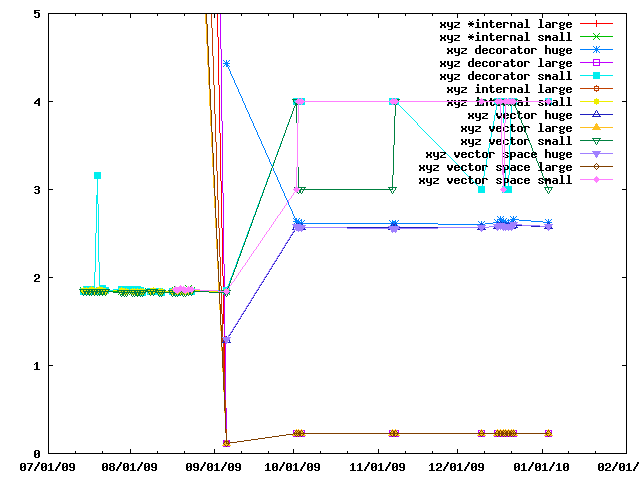 5
xyz *internal large
xyz *internal small
xyz decorator huge
xyz decorator large
xyz decorator small
4
xyz internal large
xyz internal small
xyz vector huge
xyz vector large
xyz vector small
xyz vector space huge
xyz vector space large
xyz vector space small
3
2
1
0
07/01/09 08/01/09 09/01/09 10/01/09 11/01/09 12/01/09 01/01/10 02/01/